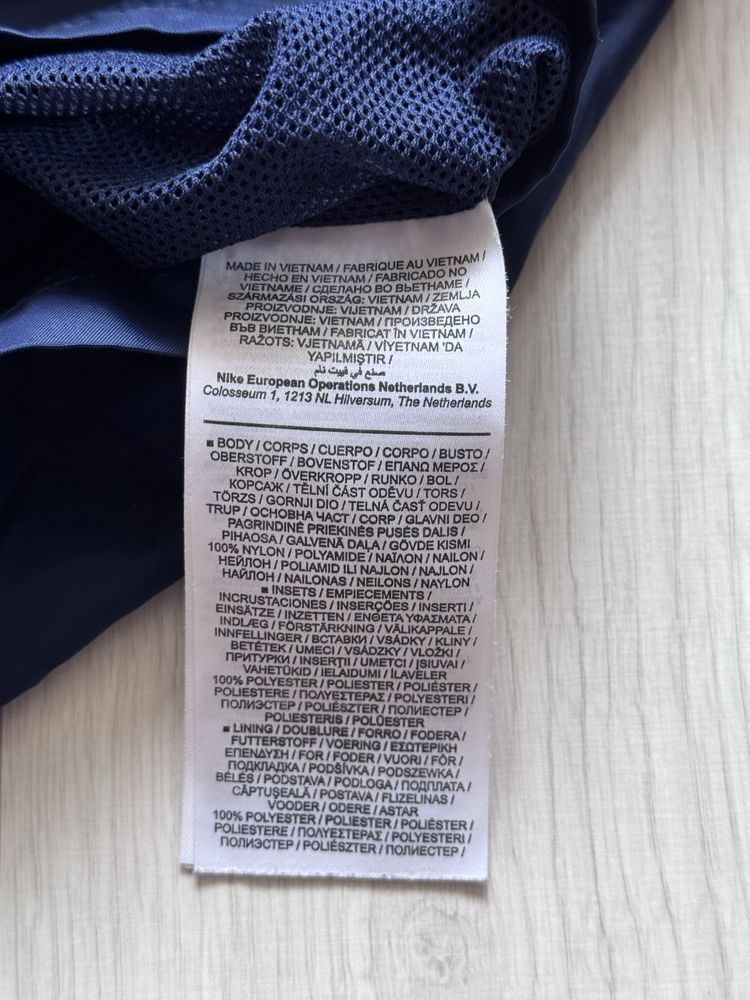 MADE IN VIETNAM / FABRIQUE AU VIETNAM /
HECHO EN VIETNAM / FABRICADO NO
VIETNAME / СДЕЛАНО ВО ВЬЕТНАМЕ /
SZÁRMAZÁSI ORSZÁG: VIETNAM / ZEMLJA
PROIZVODNJE: VIJETNAM / DRŽAVA
PROIZVODNJE: VIETNAM / ПРОИЗВЕДЕНО
ВЪВ ВИЕТНАМ / FABRICAT ÎN VIETNAM /
RAŽOTS: VJETNAMĀ / VİYETNAM 'DA
YAPILMIŞTIR /
صنع في فييت نام
Nike European Operations Netherlands B.V.
Colosseum 1, 1213 NL Hilversum, The Netherlands
■ BODY / CORPS / CUERPO / CORPO / BUSTO /
OBERSTOFF / BOVENSTOF / ΕΠΑΝΩ ΜΕΡΟΣ /
KROP / ÖVERKROPP / RUNKO / BOL /
КОРСАЖ / TĚLNÍ ČÁST ODĚVU / TORS /
TÖRZS / GORNJI DIO / TELNÁ ČASŤ ODEVU /
TRUP / ОСНОВНА ЧАСТ / CORP / GLAVNI DEO /
PAGRINDINĖ PRIEKINĖS PUSĖS DALIS /
PIHAOSA / GALVENĀ DAĻA / GÖVDE KISMI
100% NYLON / POLYAMIDE / NAÏLON / NAILON /
НЕЙЛОН / POLIAMID ILI NAJLON / NAJLON /
НАЙЛОН / NAILONAS / NEILONS / NAYLON
■ INSETS / EMPIECEMENTS /
INCRUSTACIONES / INSERÇÕES / INSERTI /
EINSÄTZE / INZETTEN / ΕΝΘΕΤΑ ΥΦΑΣΜΑΤΑ /
INDLÆG / FÖRSTÄRKNING / VÄLIKAPPALE /
INNFELLINGER / ВСТАВКИ / VSADKY / KLINY /
BETÉTEK / UMECI / VSÁDZKY / VLOŽKI /
ПРИТУРКИ / INSERȚII / UMETCI / ĮSIUVAI /
VAHETÜKID / IELAIDUMI / İLAVELER
100% POLYESTER / POLYESTER / POLIÉSTER /
POLIESTERE / ΠΟΛΥΕΣΤΕΡΑΣ / POLYESTERI /
ПОЛИЭСТЕР / POLIÉSZTER / ПОЛИЕСТЕР /
POLIESTERIS / POLÜESTER
■ LINING / DOUBLURE / FORRO / FODERA /
FUTTERSTOFF / VOERING / ΕΣΩΤΕΡΙΚΗ
ΕΠΕΝΔΥΣΗ / FOR / FODER / VUORI / FÔR /
ПОДКЛАДКА / PODŠÍVKA / PODSZEWKA /
BÉLÉS / PODSTAVA / PODLOGA / ПОДПЛАТА /
CĂPTUȘEALĂ / POSTAVA / FLIZELINAS /
VOODER / ODERE / ASTAR
100% POLYESTER / POLYESTER / POLIÉSTER /
POLIESTERE / ΠΟΛΥΕΣΤΕΡΑΣ / POLYESTERI /
ПОЛИЭСТЕР / POLIÉSZTER / ПОЛИЕСТЕР /